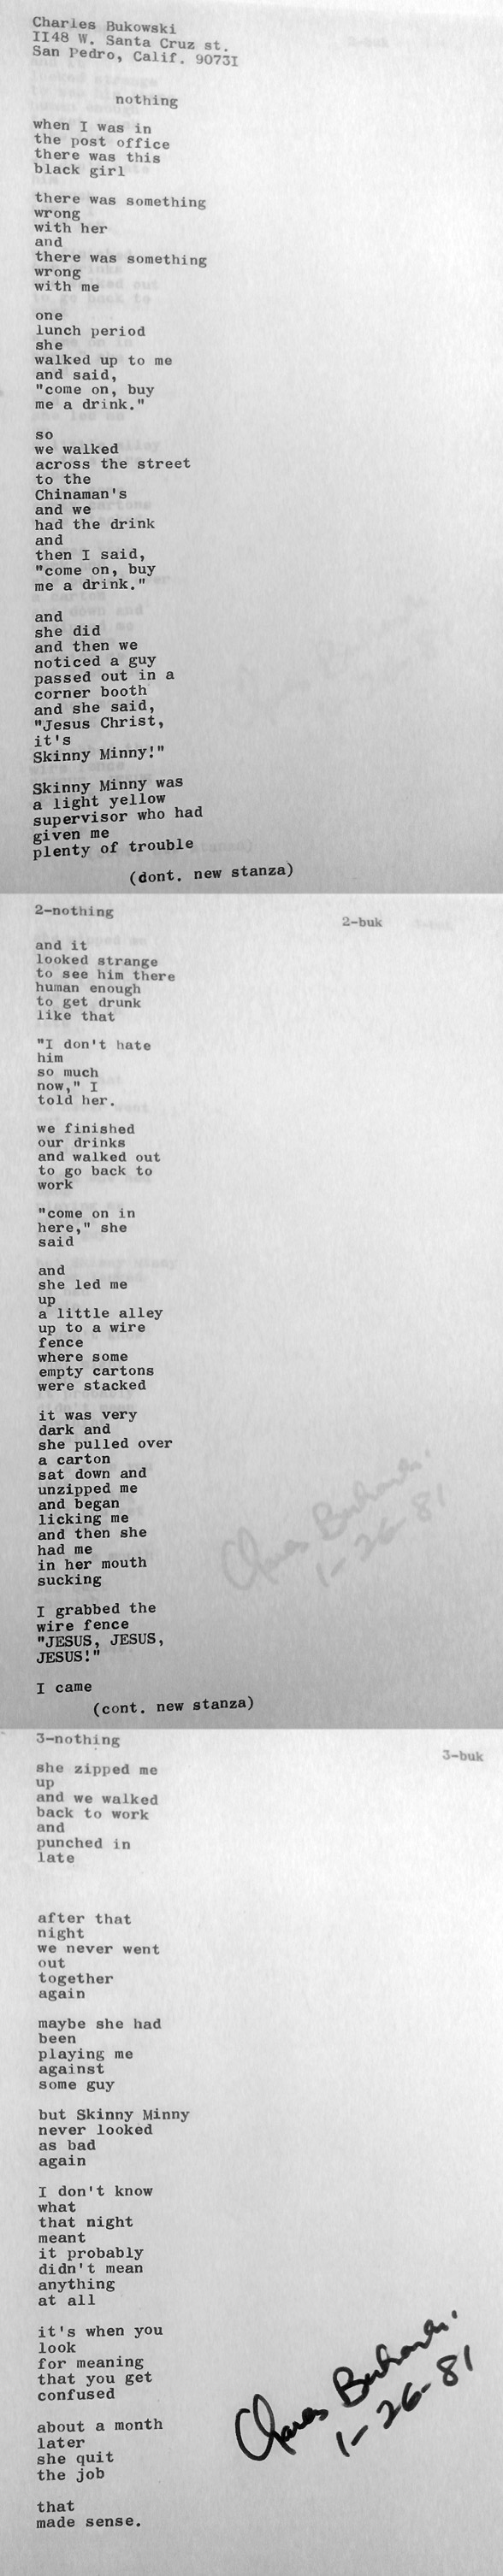 Charles Bukowski
II48 W. Santa Cruz st.
San Pedro, Calif. 9073I
nothing
when I was in
the post office
there was this
black girl
there was something
wrong
with her
and
there was something
wrong
with me
one
lunch period
she
walked up to me
and said,
"come on, buy
me a drink."
so
we walked
across the street
to the
Chinaman's
and we
had the drink
and
then I said,
"come on, buy
me a drink."
and
she did
and then we
noticed a guy
passed out in a
corner booth
and she said,
"Jesus Christ,
it's
Skinny Minny!"
Skinny Minny was
a light yellow
supervisor who had
given me
plenty of trouble
(dont. new stanza)
2-nothing
2-buk
and it
looked strange
to see him there
human enough
to get drunk
like that
"I don't hate
him
so much
now," I
told her.
we finished
our drinks
and walked out
to go back to
work
"come on in
here," she
said
and
she led me
up
a little alley
up to a wire
fence
where some
empty cartons
were stacked
it was very
dark and
she pulled over
a carton
sat down and
unzipped me
and began
licking me
and then she
had me
in her mouth
sucking
I grabbed the
wire fence
"JESUS, JESUS,
JESUS!"
I came
(cont. new stanza)
3-nothing
3-buk
she zipped me
up
and we walked
back to work
and
punched in
late
after that
night
we never went
out
together
again
maybe she had
been
playing me
against
some guy
but Skinny Minny
never looked
as bad
again
I don't know
what
that night
meant
it probably
didn't mean
anything
at all
it's when you
look
for meaning
that you get
confused
about a month
later
she quit
the job
that
made sense.
Charles Bukowski
1-26-81